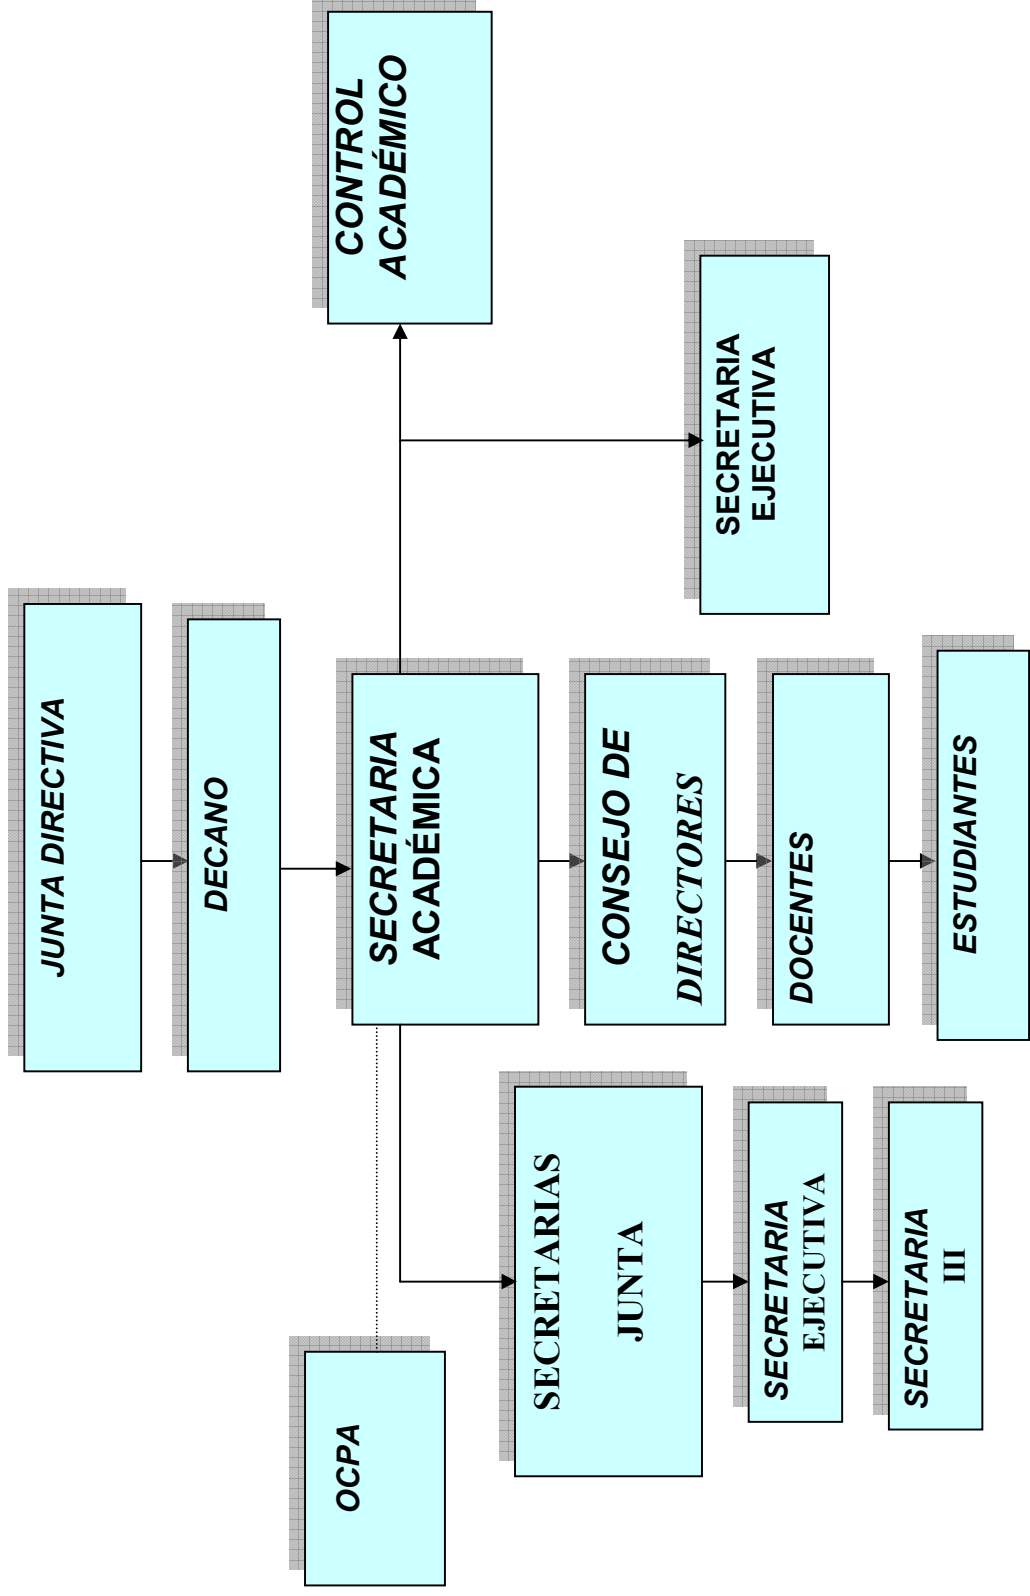 JUNTA DIRECTIVA
DECANO
SECRETARIA
ACADÉMICA
CONTROL
ACADÉMICO
OCPA
SECRETARIA
EJECUTIVA
SECRETARIAS
JUNTA
SECRETARIA
EJECUTIVA
SECRETARIA
III
CONSEJO DE
DIRECTORES
DOCENTES
ESTUDIANTES